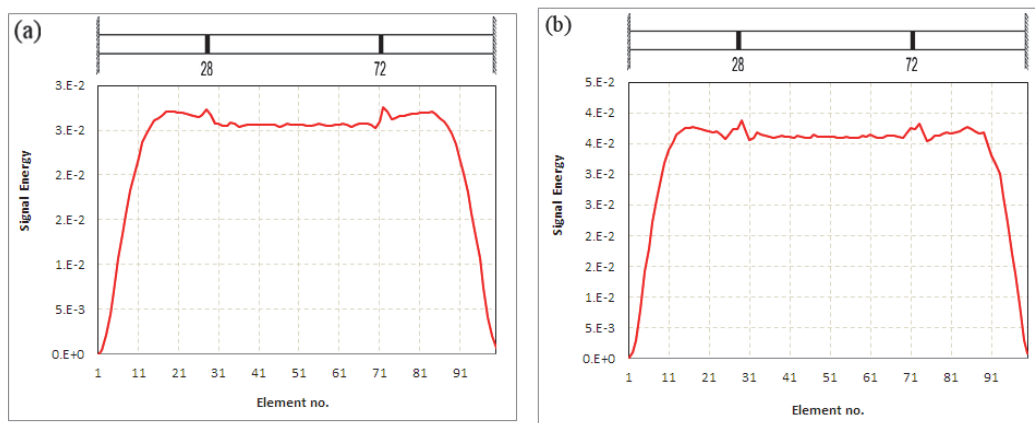 (a)
28 72
3.E-2
3.E-2
2.E-2
2.E-2
1.E-2
5.E-3
0.E+0
Signal Energy
1 11 21 31 41 51 61 71 81 91
Element no.
(b)
28 72
5.E-2
4.E-2
4.E-2
3.E-2
3.E-2
2.E-2
2.E-2
1.E-2
5.E-3
0.E+0
Signal Energy
1 11 21 31 41 51 61 71 81 91
Element no.